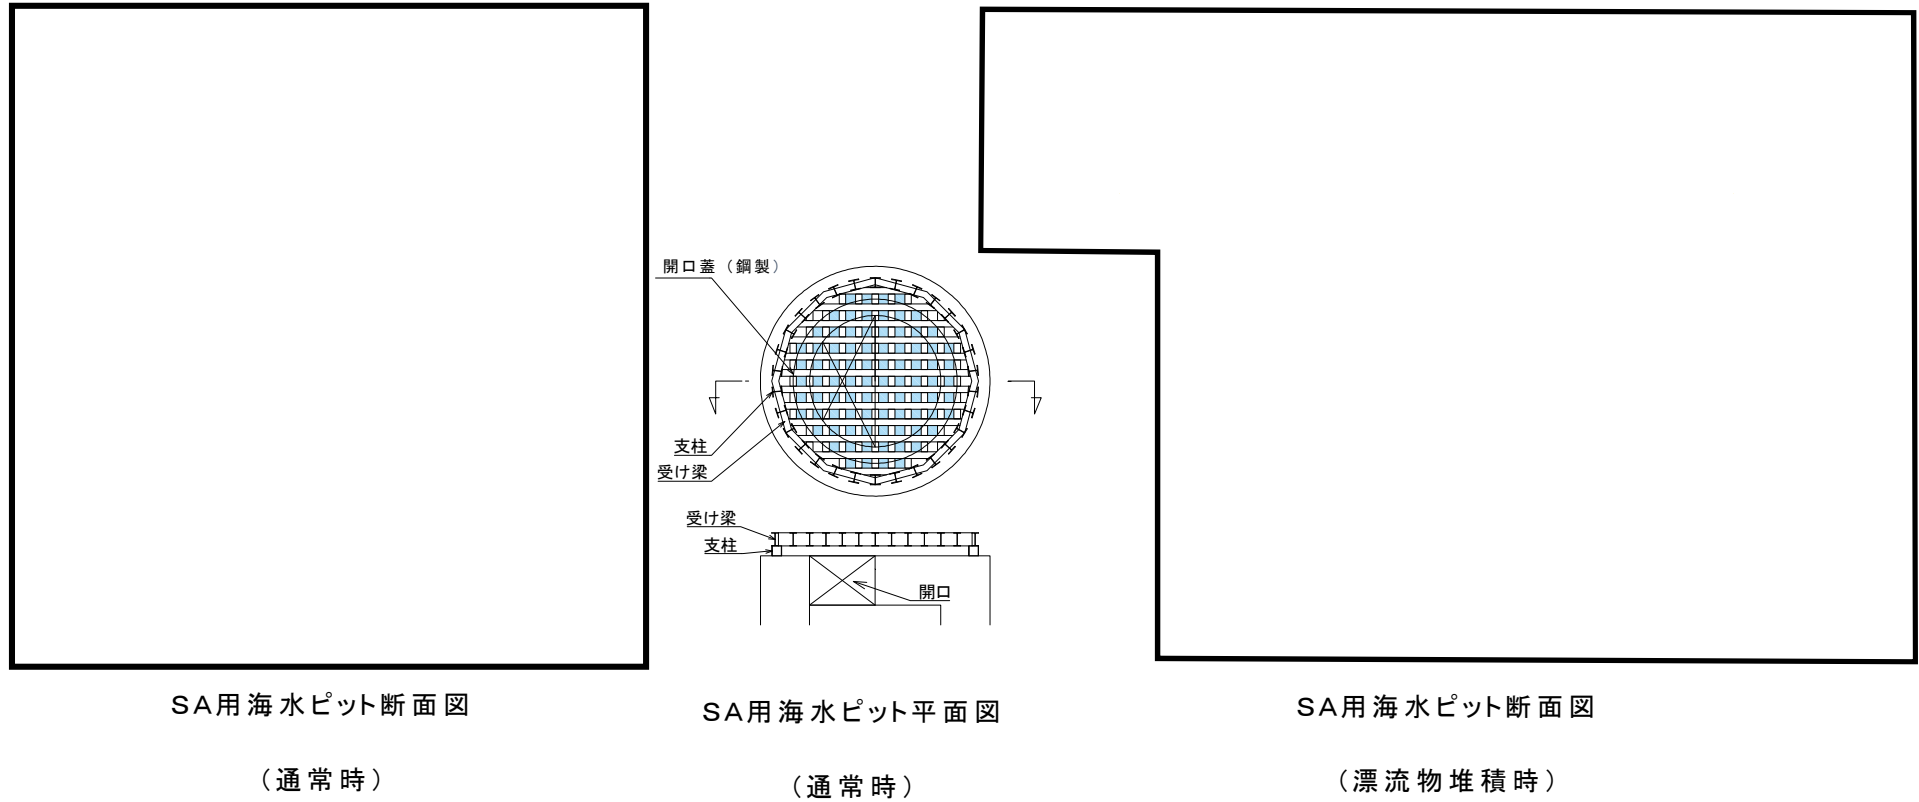 開口蓋（鋼製）
支柱
受け梁
受け梁
支柱
開口
SA用海水ピット断面図
（通常時）
SA用海水ピット平面図
（通常時）
SA用海水ピット断面図
（漂流物堆積時）